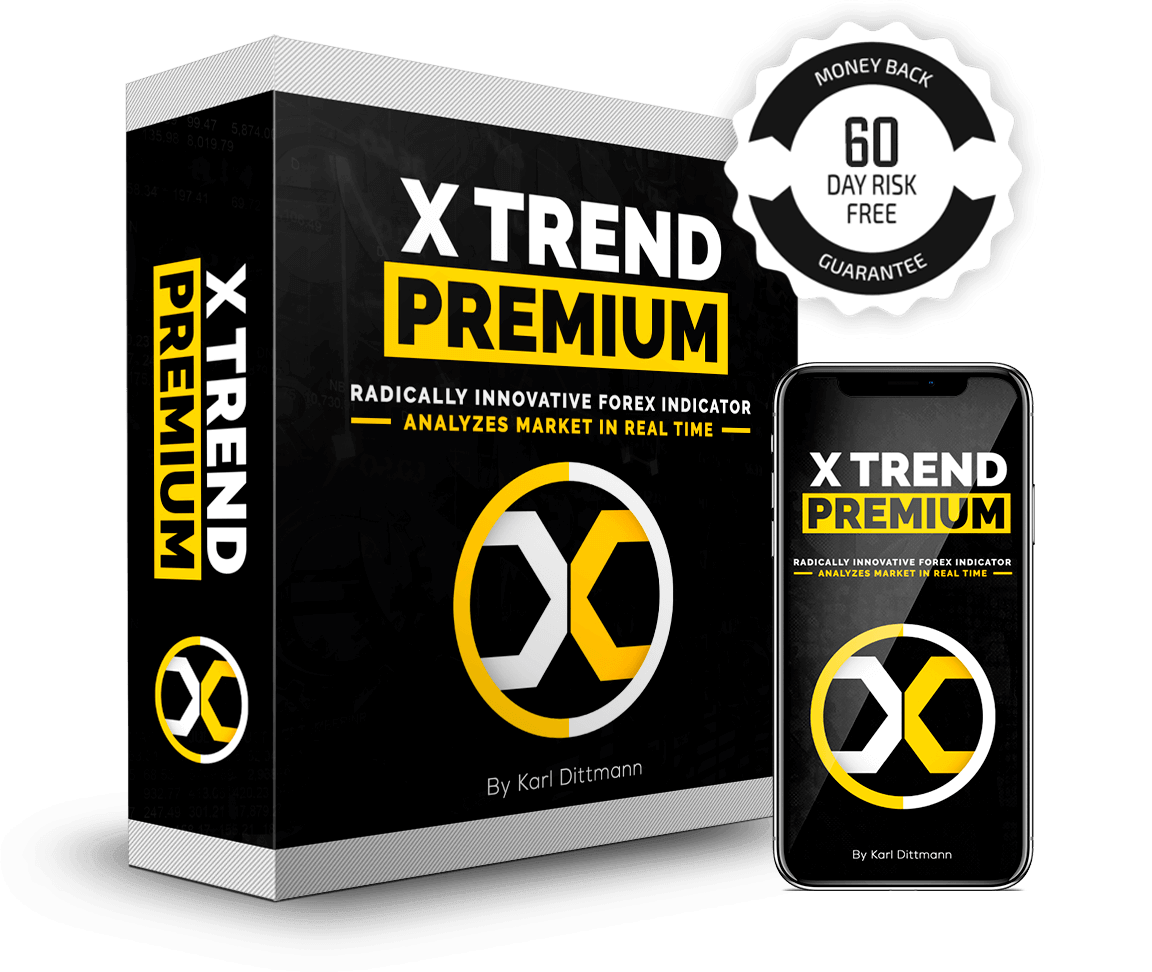 X TREND
PREMIUM
RADICALLY INNOVATIVE FOREX INDICATOR
ANALYZES MARKET IN REAL TIME
By Karl Dittmann
X TREND
PREMIUM
MONEY BACK
60
DAY RISK
FREE
GUARANTEE
X TREND
PREMIUM
RADICALLY INNOVATIVE FOREX INDICATOR
ANALYZES MARKET IN REAL TIME
By Karl Dittmann